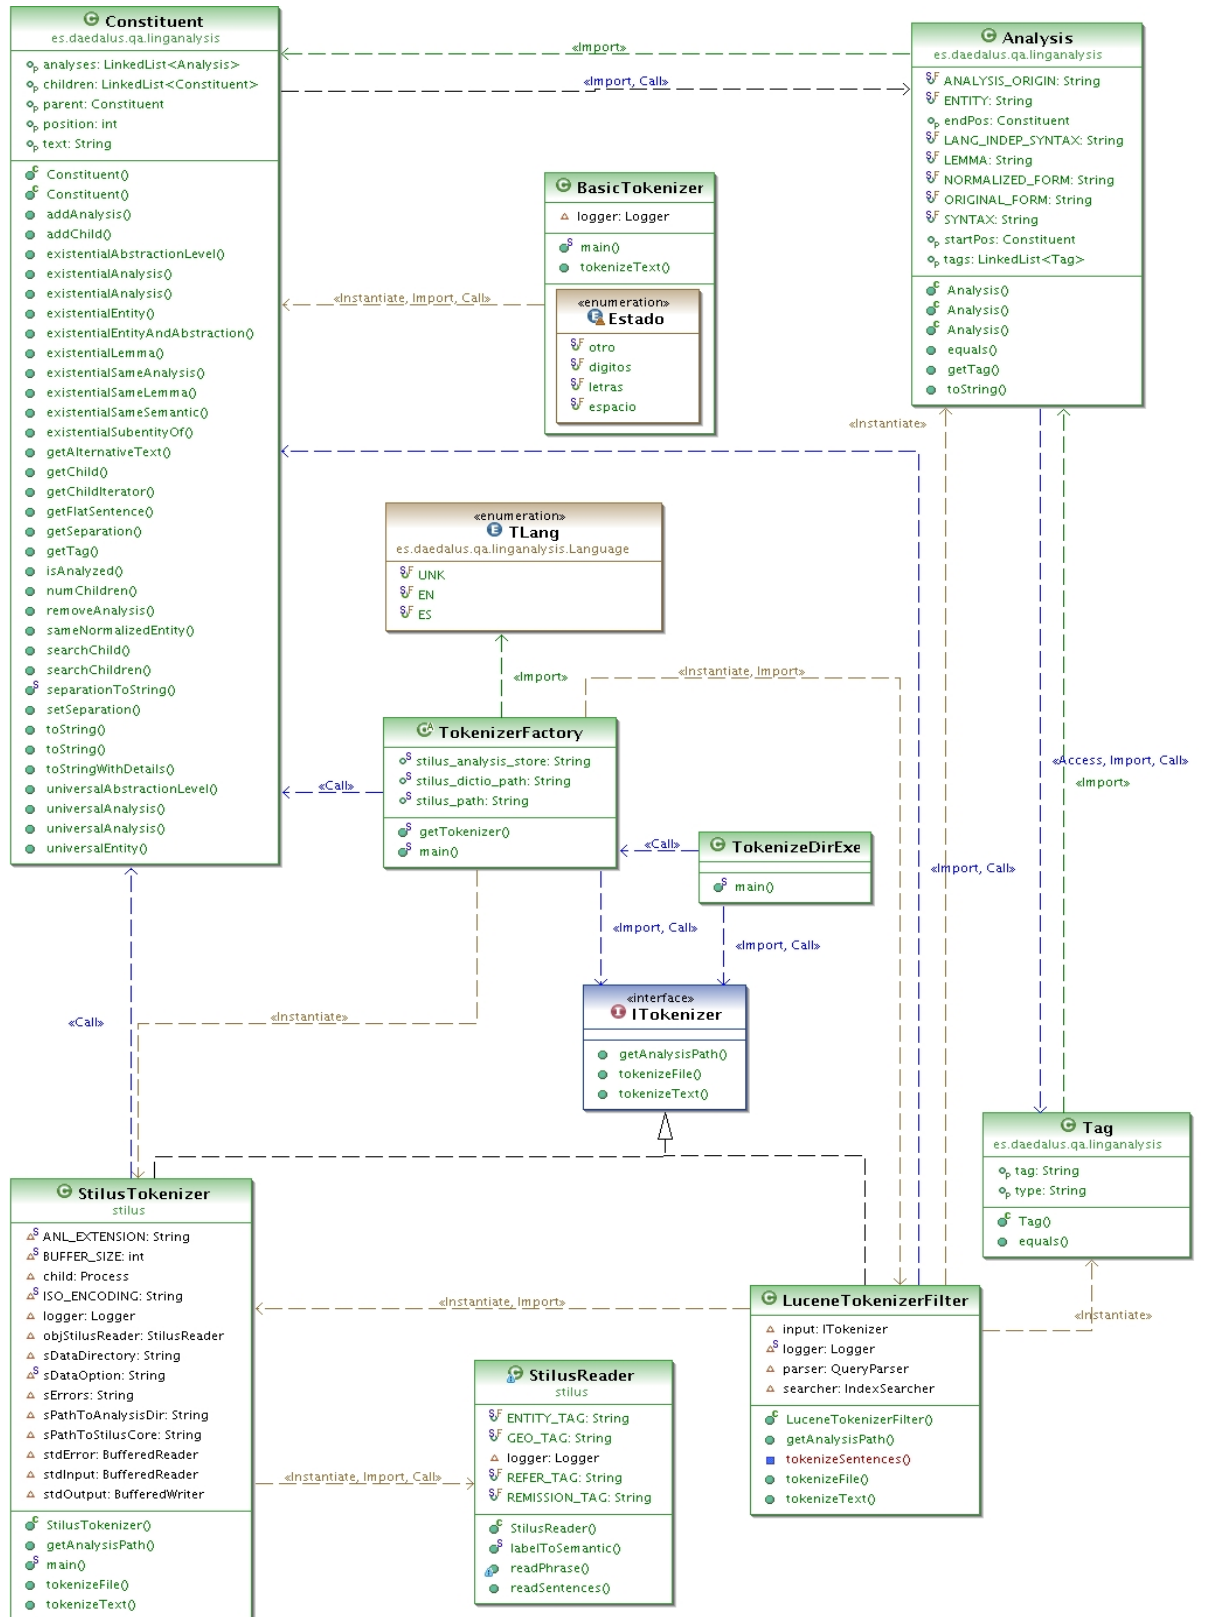 Constituent
es.daedalus.qa.linganalysis
analyses: LinkedList<Analysis>
children: LinkedList<Constituent>
parent: Constituent
position: int
text: String
Constituent()
Constituent()
addAnalysis()
addChild()
existentialAbstractionLevel()
existentialAnalysis()
existentialAnalysis()
existentialEntity()
existentialEntityAndAbstraction()
existentialLemma()
existentialSameAnalysis()
existentialSameLemma()
existentialSameSemantic()
existentialSubentityOf()
getAlternativeText()
getChild()
getChildIterator()
getFlatSentence()
getSeparation()
getTag()
isAnalyzed()
numChildren()
removeAnalysis()
sameNormalizedEntity()
searchChild()
searchChildren()
separationToString()
setSeparation()
toString()
toString()
toStringWithDetails()
universalAbstractionLevel()
universalAnalysis()
universalAnalysis()
universalEntity()
«Import»
«Import, Call»
Analysis
es.daedalus.qa.linganalysis
ANALYSIS_ORIGIN: String
ENTITY: String
endPos: Constituent
LANG_INDEP_SYNTAX: String
LEMMA: String
NORMALIZED_FORM: String
ORIGINAL_FORM: String
SYNTAX: String
startPos: Constituent
tags: LinkedList<Tag>
Analysis()
Analysis()
Analysis()
equals()
getTag()
toString()
BasicTokenizer
logger: Logger
main()
tokenizeText()
«enumeration»
Estado
otro
digitos
letras
espacio
«Instantiate, Import, Call»
«Instantiate»
«enumeration»
TLang
es.daedalus.qa.linganalysis.Language
UNK
EN
ES
«Import»
«Instantiate, Import»
TokenizerFactory
stilus_analysis_store: String
stilus_dictio_path: String
stilus_path: String
getTokenizer()
main()
«Call»
«Access, Import, Call»
«Import»
«Call»
TokenizeDirExe
main()
«Import, Call»
«Import, Call»
«Import, Call»
«interface»
ITokenizer
getAnalysisPath()
tokenizeFile()
tokenizeText()
«Call»
«Instantiate»
Tag
es.daedalus.qa.linganalysis
tag: String
type: String
Tag()
equals()
StilusTokenizer
stilus
ANL_EXTENSION: String
BUFFER_SIZE: int
child: Process
ISO_ENCODING: String
logger: Logger
objStilusReader: StilusReader
sDataDirectory: String
sDataOption: String
sErrors: String
sPathToAnalysisDir: String
sPathToStilusCore: String
stdError: BufferedReader
stdInput: BufferedReader
stdOutput: BufferedWriter
StilusTokenizer()
getAnalysisPath()
main()
tokenizeFile()
tokenizeText()
«Instantiate, Import»
«Instantiate, Import, Call»
StilusReader
stilus
ENTITY_TAG: String
GEO_TAG: String
logger: Logger
REFER_TAG: String
REMISSION_TAG: String
StilusReader()
labelToSemantic()
readPhrase()
readSentences()
LuceneTokenizerFilter
input: ITokenizer
logger: Logger
parser: QueryParser
searcher: IndexSearcher
LuceneTokenizerFilter()
getAnalysisPath()
tokenizeSentences()
tokenizeFile()
tokenizeText()
«Instantiate»